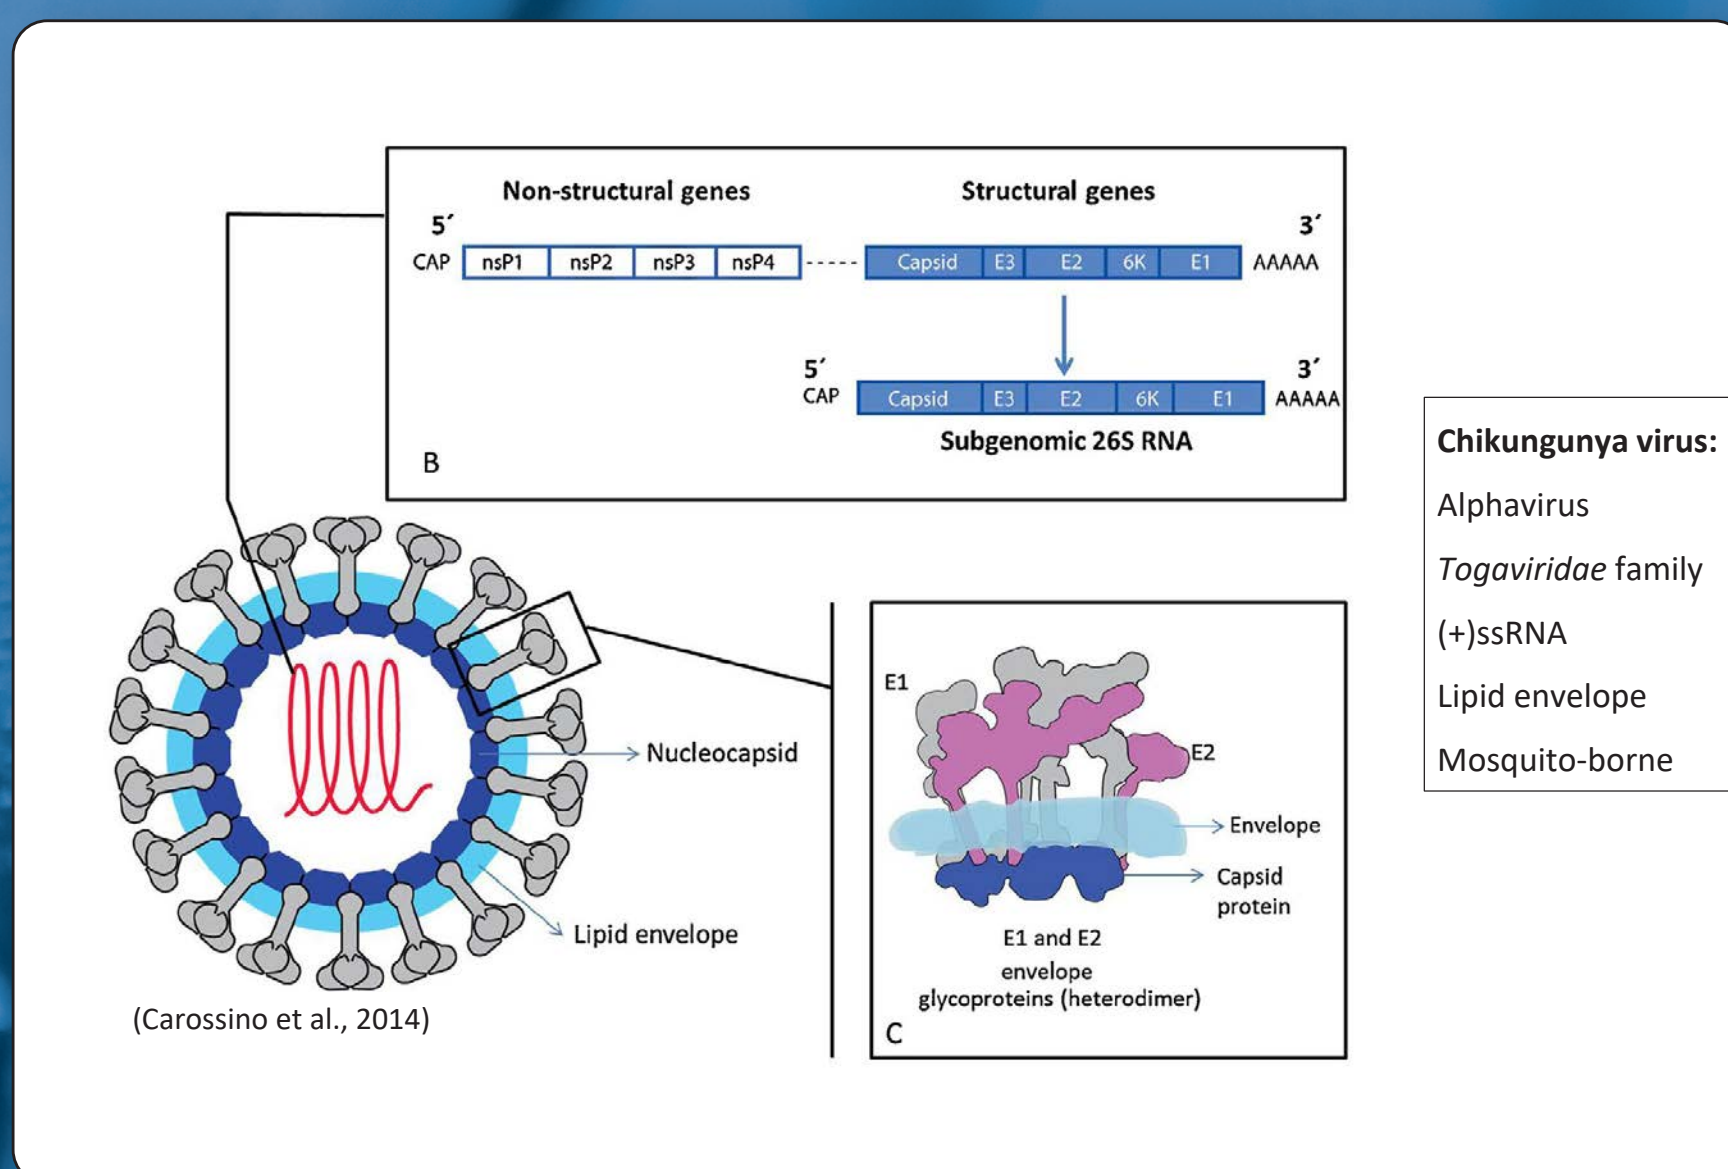 Non-structural genes
Structural genes
5´
3´
CAP nsP1 nsP2 nsP3 nsP4 ----- Capsid E3 E2 6K E1 AAAAA
5´
3´
CAP Capsid E3 E2 6K E1 AAAAA
Subgenomic 26S RNA
B
Chikungunya virus:
Alphavirus
Togaviridae family
(+)ssRNA
Lipid envelope
Mosquito-borne
Nucleocapsid
Lipid envelope
(Carossino et al., 2014)
E1
E2
Envelope
Capsid
protein
E1 and E2
envelope
glycoproteins (heterodimer)
C